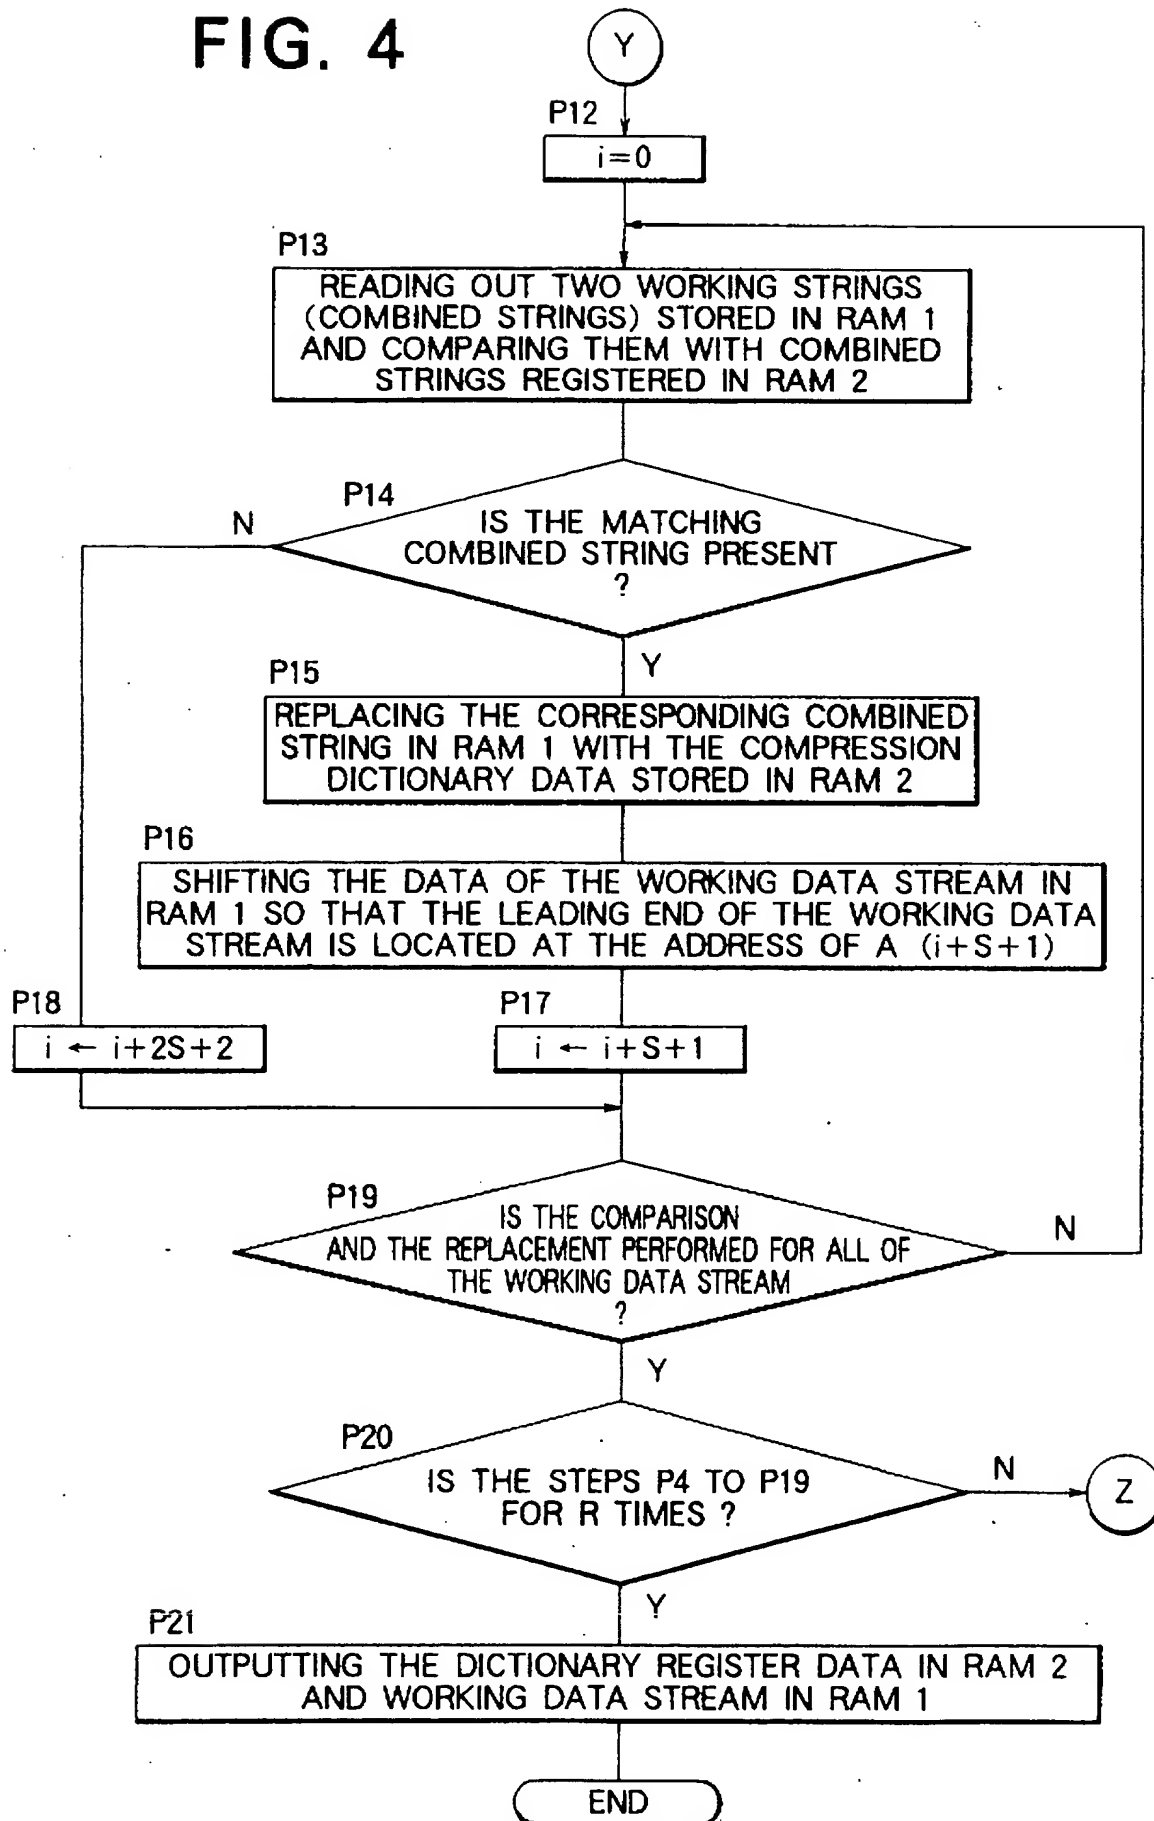 FIG. 4
Y
P12
i=0
P13
READING OUT TWO WORKING STRINGS
(COMBINED STRINGS) STORED IN RAM 1
AND COMPARING THEM WITH COMBINED
STRINGS REGISTERED IN RAM 2
P14
N
IS THE MATCHING
COMBINED STRING PRESENT
?
Y
P15
REPLACING THE CORRESPONDING COMBINED
STRING IN RAM 1 WITH THE COMPRESSION
DICTIONARY DATA STORED IN RAM 2
P16
SHIFTING THE DATA OF THE WORKING DATA STREAM IN
RAM 1 SO THAT THE LEADING END OF THE WORKING DATA
STREAM IS LOCATED AT THE ADDRESS OF A (i+S+1)
P18
i ← i+2S+2
P17
i ← i+S+1
P19
IS THE COMPARISON
AND THE REPLACEMENT PERFORMED FOR ALL OF
THE WORKING DATA STREAM
?
N
Y
P20
IS THE STEPS P4 TO P19
FOR R TIMES ?
N
Z
Y
P21
OUTPUTTING THE DICTIONARY REGISTER DATA IN RAM 2
AND WORKING DATA STREAM IN RAM 1
END